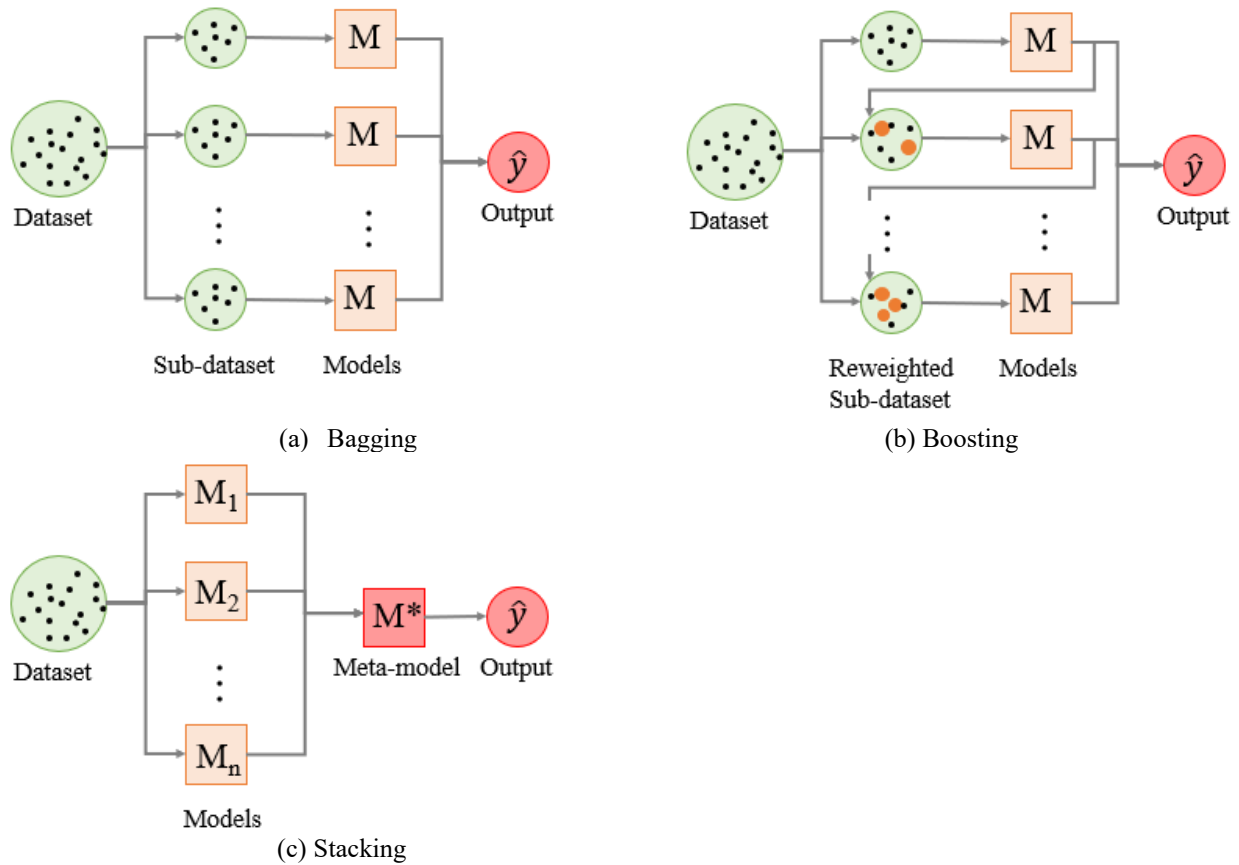 M
M
ŷ
Dataset
Output
M
Sub-dataset
Models
(a) Bagging
M
M
ŷ
Dataset
Output
M
Reweighted
Sub-dataset
Models
(b) Boosting
M₁
M₂
M*
ŷ
Dataset
Meta-model
Output
Mₙ
Models
(c) Stacking